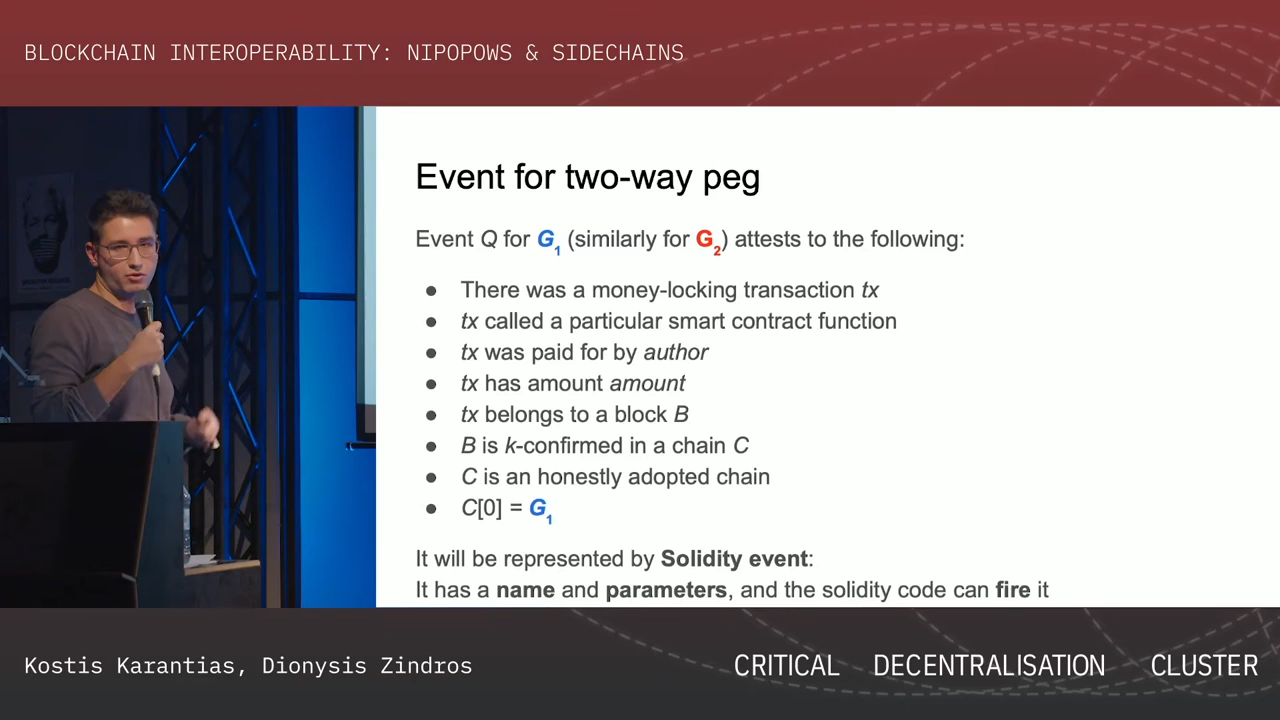 BLOCKCHAIN INTEROPERABILITY: NIPOPOWS & SIDECHAINS
Event for two-way peg
Event Q for G1 (similarly for G2) attests to the following:
● There was a money-locking transaction tx
● tx called a particular smart contract function
● tx was paid for by author
● tx has amount amount
● tx belongs to a block B
● B is k-confirmed in a chain C
● C is an honestly adopted chain
● C[0] = G1
It will be represented by Solidity event:
It has a name and parameters, and the solidity code can fire it
Kostis Karantias, Dionysis Zindros
CRITICAL DECENTRALISATION CLUSTER